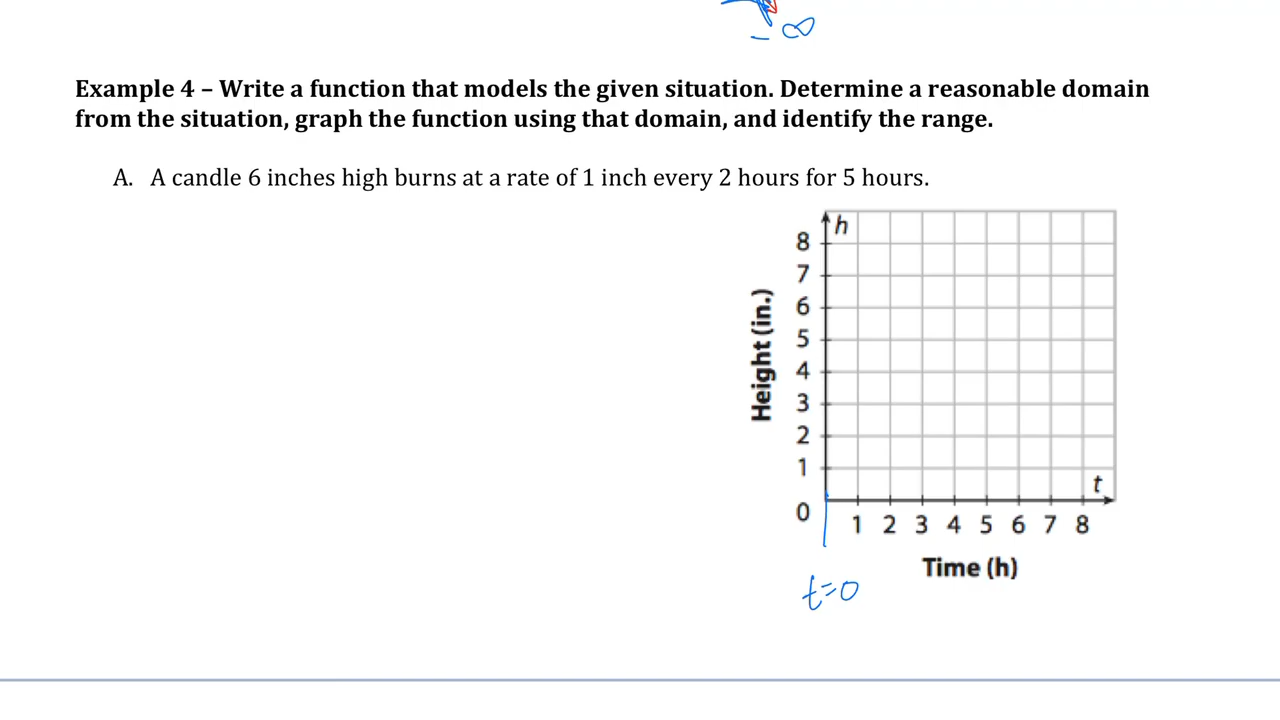 - ∞
Example 4 – Write a function that models the given situation. Determine a reasonable domain
from the situation, graph the function using that domain, and identify the range.
A. A candle 6 inches high burns at a rate of 1 inch every 2 hours for 5 hours.
h
8
7
6
5
4
3
2
1
0
Height (in.)
t
1 2 3 4 5 6 7 8
Time (h)
t=0